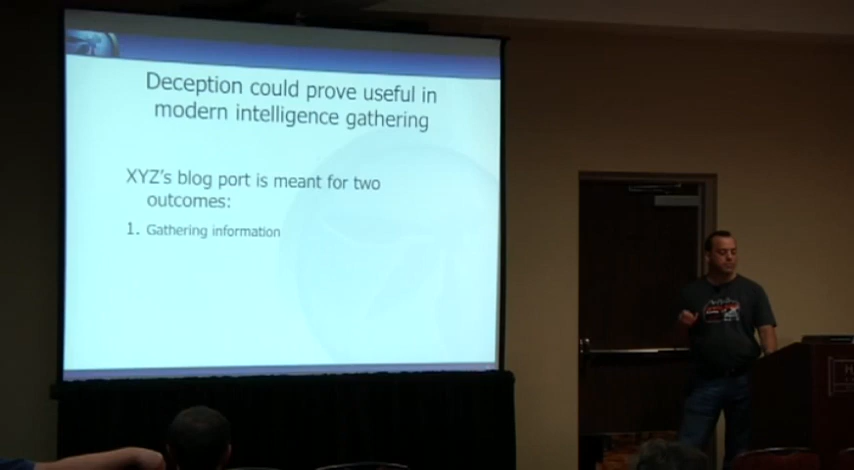 Deception could prove useful in
modern intelligence gathering
XYZ's blog port is meant for two
outcomes:
1. Gathering information